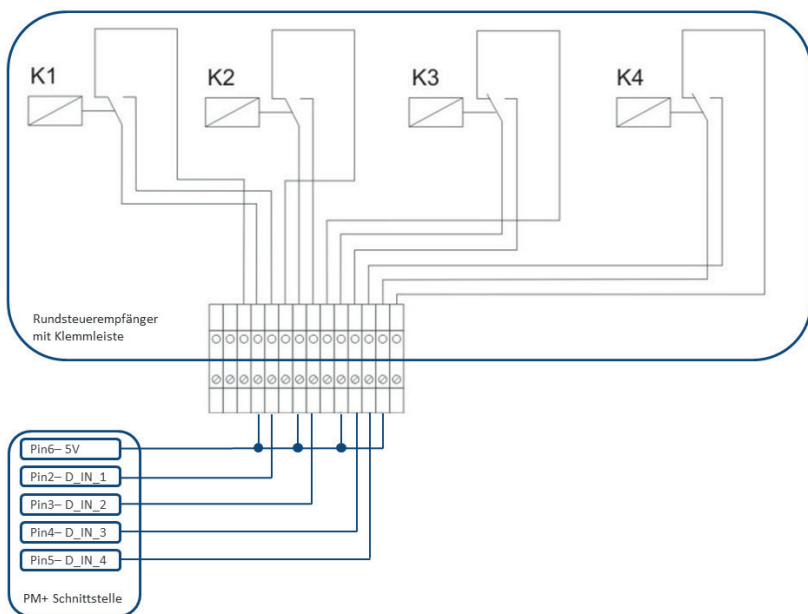 K1
K2
K3
K4
Rundsteuerempfänger
mit Klemmleiste
Pin6– 5V
Pin2– D_IN_1
Pin3– D_IN_2
Pin4– D_IN_3
Pin5– D_IN_4
PM+ Schnittstelle